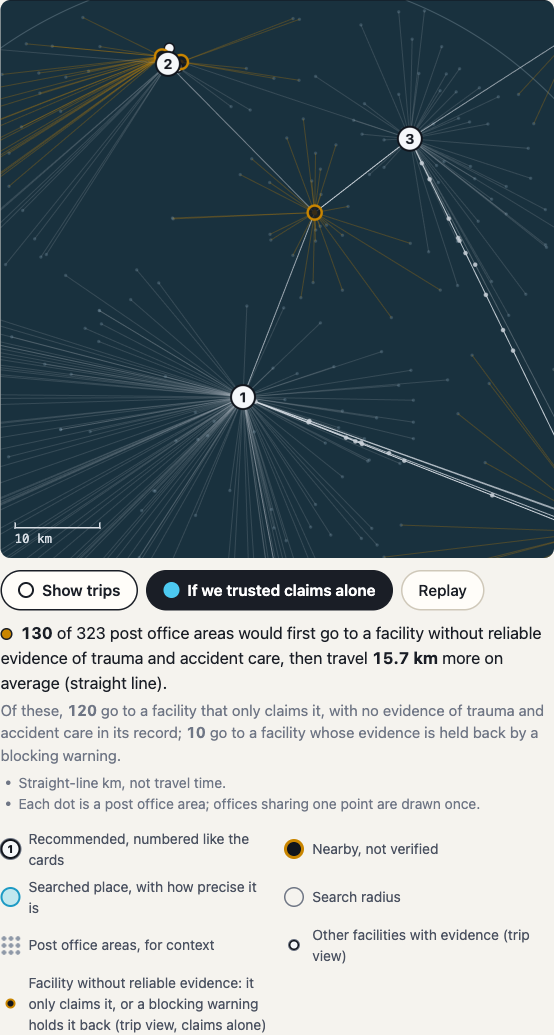 2
3
1
10 km
Show trips
If we trusted claims alone
Replay
130 of 323 post office areas would first go to a facility without reliable
evidence of trauma and accident care, then travel 15.7 km more on
average (straight line).
Of these, 120 go to a facility that only claims it, with no evidence of trauma and
accident care in its record; 10 go to a facility whose evidence is held back by a
blocking warning.
• Straight-line km, not travel time.
• Each dot is a post office area; offices sharing one point are drawn once.
1
Recommended, numbered like the
cards
Nearby, not verified
Searched place, with how precise it
is
Search radius
Post office areas, for context
Other facilities with evidence (trip
view)
Facility without reliable evidence: it
only claims it, or a blocking warning
holds it back (trip view, claims alone)